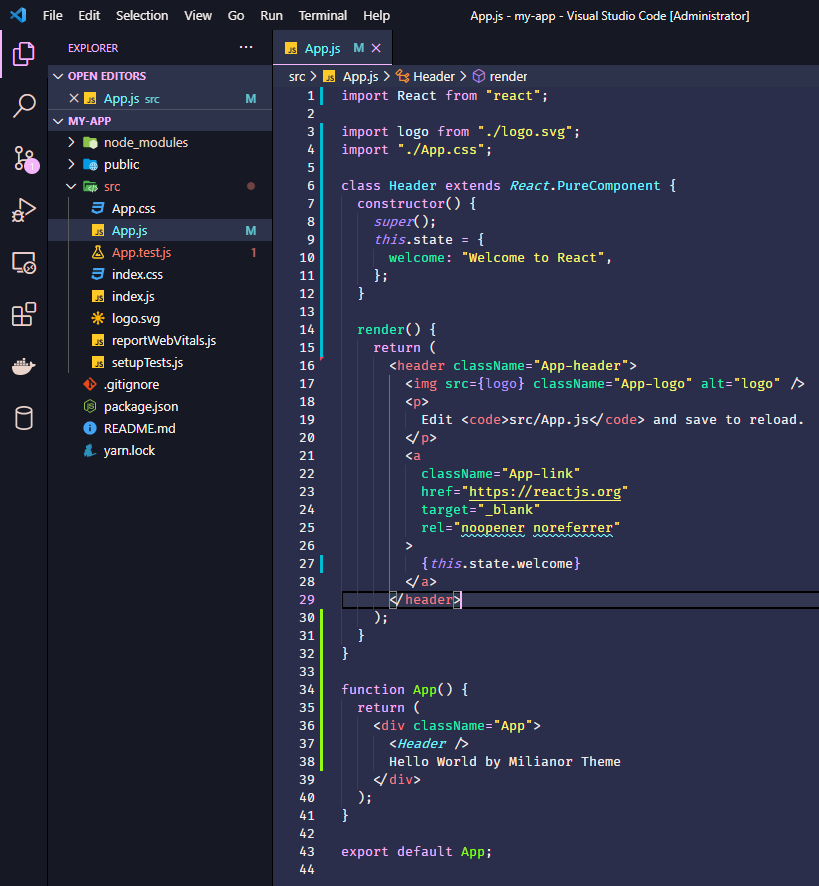 File Edit Selection View Go Run Terminal Help App.js - my-app - Visual Studio Code [Administrator]
EXPLORER ···
OPEN EDITORS
App.js src M
MY-APP
node_modules
public
src
App.css
App.js M
App.test.js 1
index.css
index.js
logo.svg
reportWebVitals.js
setupTests.js
.gitignore
package.json
README.md
yarn.lock
1
App.js M
src > App.js > Header > render
1 import React from "react";
2
3 import logo from "./logo.svg";
4 import "./App.css";
5
6 class Header extends React.PureComponent {
7 constructor() {
8 super();
9 this.state = {
10 welcome: "Welcome to React",
11 };
12 }
13
14 render() {
15 return (
16 <header className="App-header">
17 <img src={logo} className="App-logo" alt="logo" />
18 <p>
19 Edit <code>src/App.js</code> and save to reload.
20 </p>
21 <a
22 className="App-link"
23 href="https://reactjs.org"
24 target="_blank"
25 rel="noopener noreferrer"
26 >
27 {this.state.welcome}
28 </a>
29 </header>
30 );
31 }
32 }
33
34 function App() {
35 return (
36 <div className="App">
37 <Header />
38 Hello World by Milianor Theme
39 </div>
40 );
41 }
42
43 export default App;
44